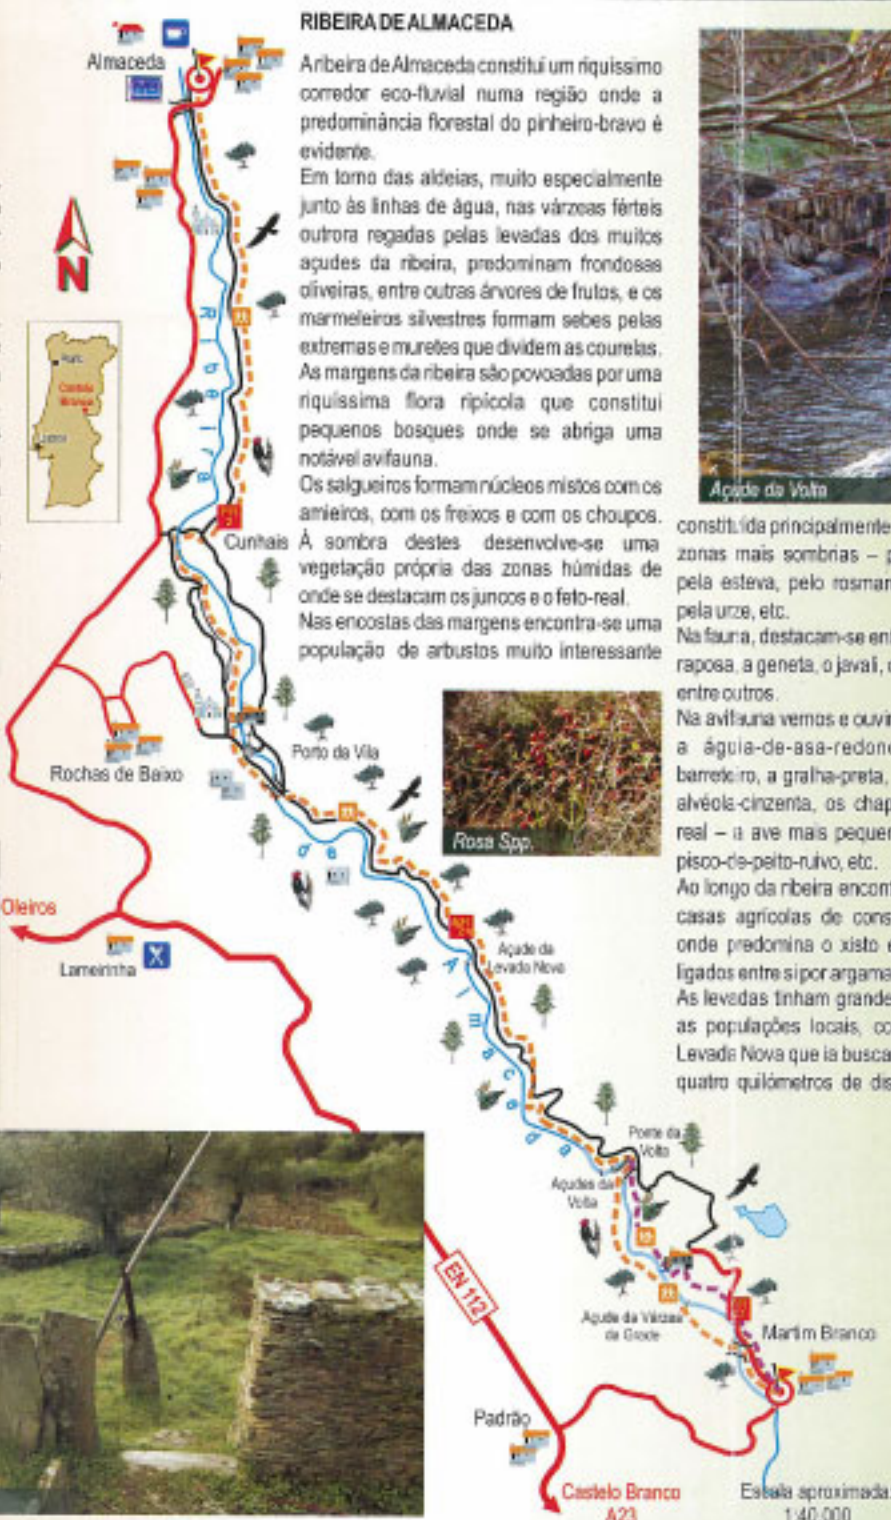 RIBEIRA DE ALMACEDA
A ribeira de Almaceda constitui um riquíssimo
corredor eco-fluvial numa região onde a
predominância florestal do pinheiro-bravo é
evidente.
Em torno das aldeias, muito especialmente
junto às linhas de água, nas várzeas férteis
outrora regadas pelas levadas dos muitos
açudes da ribeira, predominam frondosas
oliveiras, entre outras árvores de frutos, e os
marmeleiros silvestres formam sebes pelas
extremas e muretes que dividem as courelas.
As margens da ribeira são povoadas por uma
riquíssima flora ripícola que constitui
pequenos bosques onde se abriga uma
notável avifauna.
Os salgueiros formam núcleos mistos com os
amieiros, com os freixos e com os choupos.
À sombra destes desenvolve-se uma
vegetação própria das zonas húmidas de
onde se destacam os juncos e o feto-real.
Nas encostas das margens encontra-se uma
população de arbustos muito interessante
Açude da Volta
constituída principalmente
zonas mais sombrias – p
pela esteva, pelo rosman
pela urze, etc.
Na fauna, destacam-se en
raposa, a geneta, o javali,
entre outros.
Na avifauna vemos e ouvi
a águia-de-asa-redon
barreteiro, a gralha-preta,
alvéola-cinzenta, os chap
real – a ave mais pequen
pisco-de-peito-ruivo, etc.
Ao longo da ribeira encon
casas agrícolas de cons
onde predomina o xisto e
ligados entre si por argama
As levadas tinham grande
as populações locais, co
Levada Nova que ia busca
quatro quilómetros de dis
Rosa Spp.
Almaceda
N
Porto
Castelo
Branco
Lisboa
Ribeira
Cunhais
Rochas de Baixo
Porto da Vila
de
Oleiros
Lameirinha
Açude da
Levada Nova
Almaceda
Ponte da
Volta
Açudes da
Volta
EN 112
Açude da Várzea
da Grade
Martim Branco
Padrão
Castelo Branco
A23
Escala aproximada
1:40 000